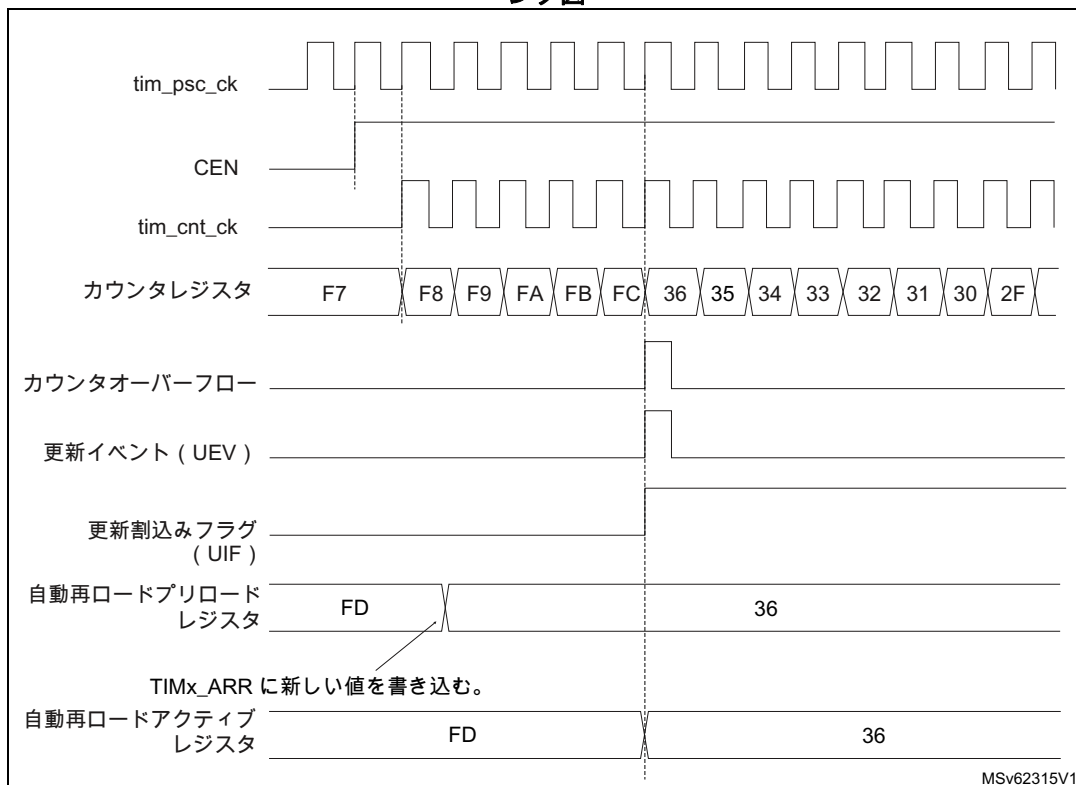 tim_psc_ck
CEN
tim_cnt_ck
カウンタレジスタ F7 F8 F9 FA FB FC 36 35 34 33 32 31 30 2F
カウンタオーバーフロー
更新イベント ( UEV )
更新割込みフラグ
( UIF )
自動再ロードプリロード
レジスタ FD 36
TIMx_ARR に新しい値を書き込む。
自動再ロードアクティブ
レジスタ FD 36
MSv62315V1